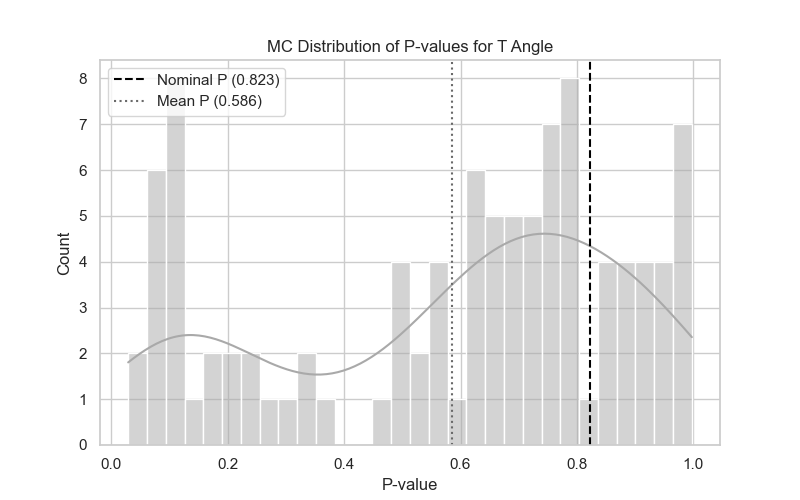 MC Distribution of P-values for T Angle
Nominal P (0.823)
Mean P (0.586)
8
7
6
5
4
3
2
1
0
Count
0.0 0.2 0.4 0.6 0.8 1.0
P-value